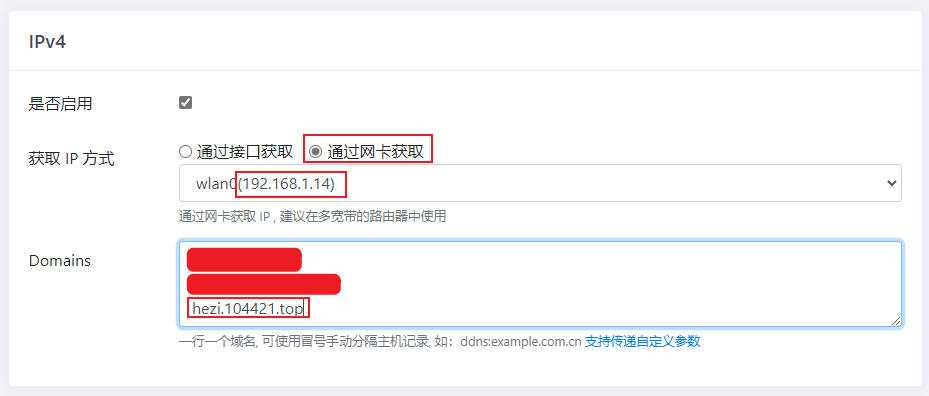 IPv4
是否启用
获取 IP 方式
通过接口获取 通过网卡获取
wlan0(192.168.1.14)
通过网卡获取 IP , 建议在多宽带的路由器中使用
Domains
hezi.104421.top
一行一个域名, 可使用冒号手动分隔主机记录, 如：ddns:example.com.cn 支持传递自定义参数